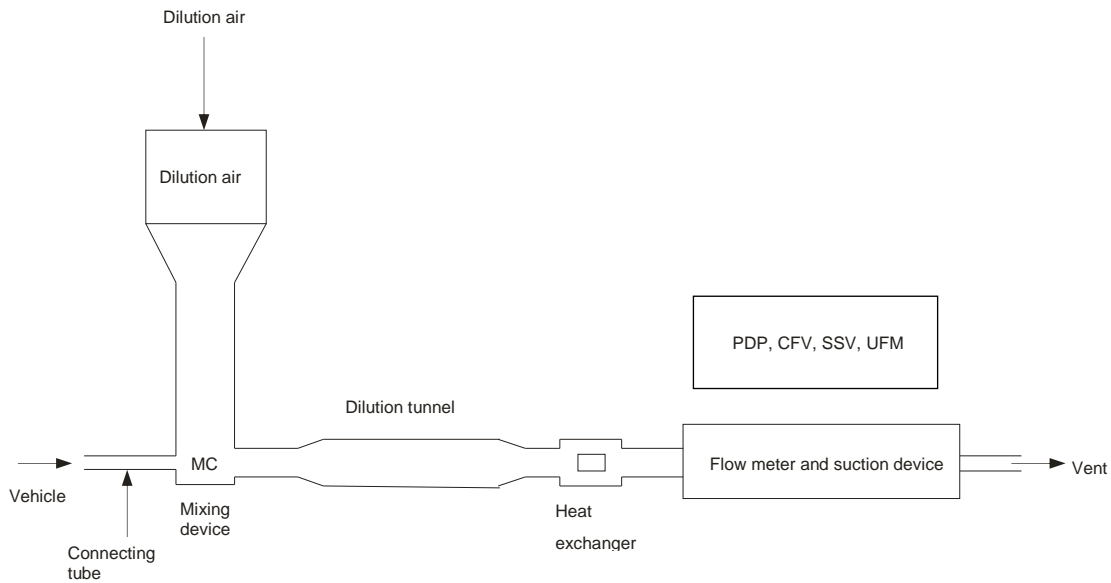 Dilution air
Dilution air
PDP, CFV, SSV, UFM
Dilution tunnel
MC
Flow meter and suction device
Vent
Vehicle
Mixing
device
Heat
exchanger
Connecting
tube